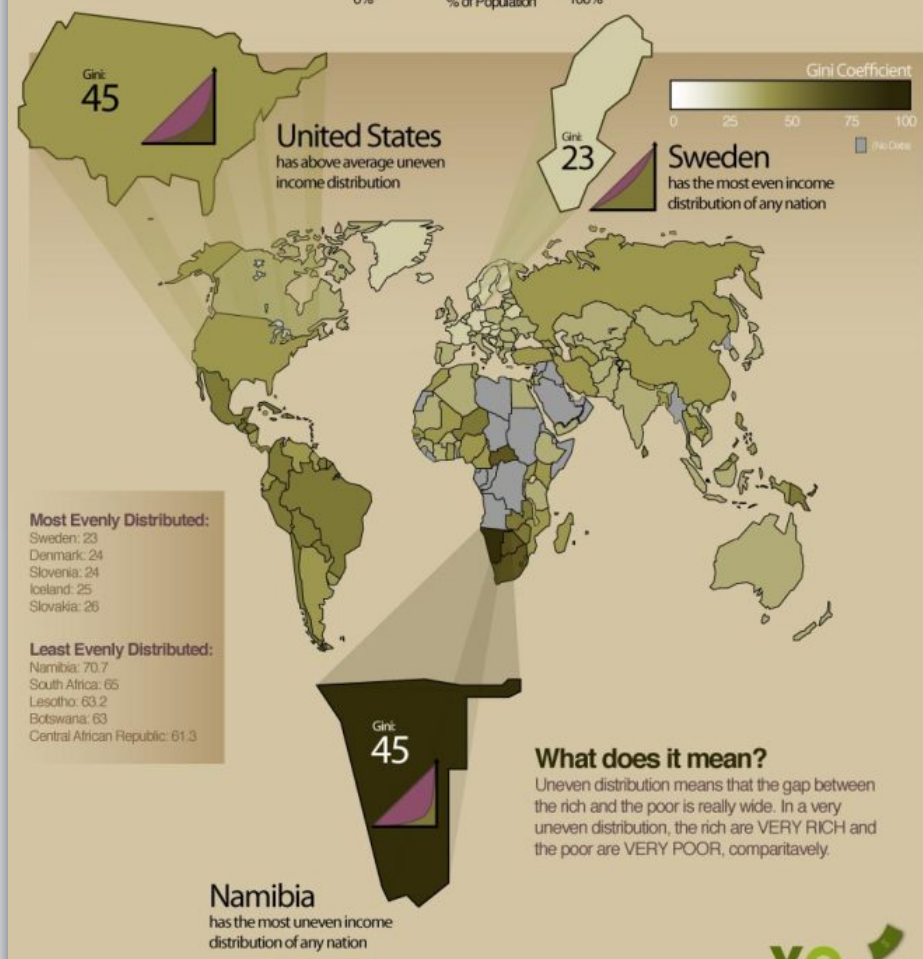 0% % of Population 100%
Gini:
45
United States
has above average uneven
income distribution
Gini:
23
Sweden
has the most even income
distribution of any nation
Gini Coefficient
0 25 50 75 100
(No Data)
Most Evenly Distributed:
Sweden: 23
Denmark: 24
Slovenia: 24
Iceland: 25
Slovakia: 26
Least Evenly Distributed:
Namibia: 70.7
South Africa: 65
Lesotho: 63.2
Botswana: 63
Central African Republic: 61.3
Gini:
45
Namibia
has the most uneven income
distribution of any nation
What does it mean?
Uneven distribution means that the gap between
the rich and the poor is really wide. In a very
uneven distribution, the rich are VERY RICH and
the poor are VERY POOR, comparitavely.